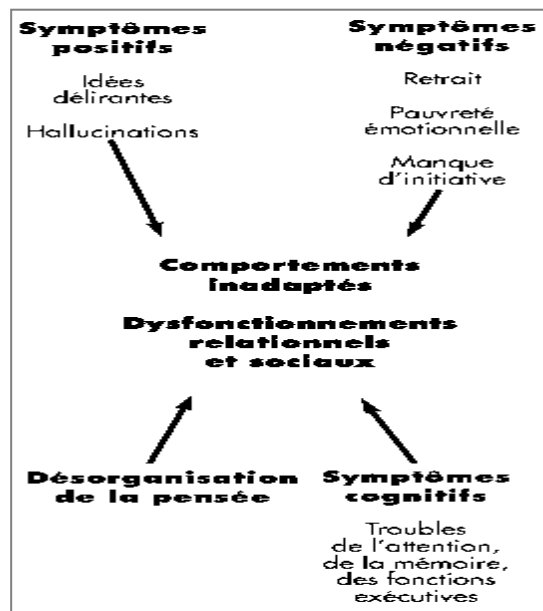 Symptômes
positifs
Idées
délirantes
Hallucinations
Symptômes
négatifs
Retrait
Pauvreté
émotionnelle
Manque
d'initiative
Comportements
inadaptés
Dysfonctionnements
relationnels
et sociaux
Désorganisation
de la pensée
Symptômes
cognitifs
Troubles
de l'attention,
de la mémoire,
des fonctions
exécutives